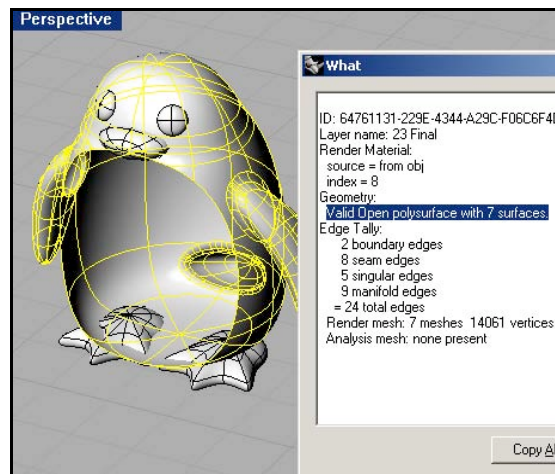 Perspective
What
ID: 64761131-229E-4344-A29C-F06C6F4
Layer name: 23 Final
Render Material:
source = from obj
index = 8
Geometry:
Valid Open polysurface with 7 surfaces.
Edge Tally:
2 boundary edges
8 seam edges
5 singular edges
9 manifold edges
= 24 total edges
Render mesh: 7 meshes 14061 vertices
Analysis mesh: none present
Copy